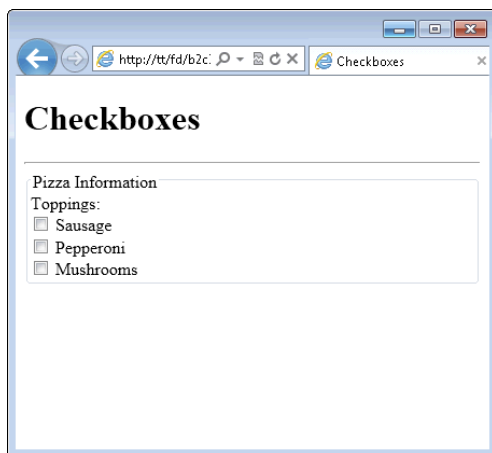 http://tt/fd/b2c
Checkboxes
Checkboxes
Pizza Information
Toppings:
Sausage
Pepperoni
Mushrooms